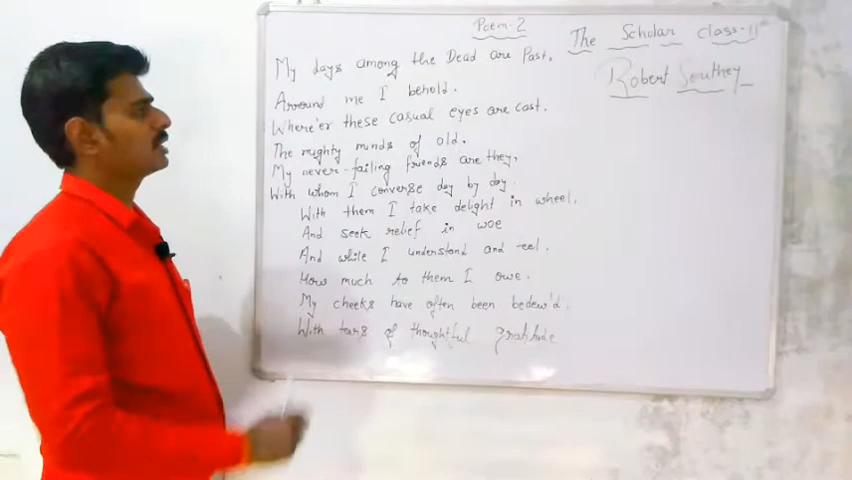 Poem-2
The Scholar Class-11
Robert Southey
My days among the Dead are Past.
Arround me I behold.
Where'er these casual eyes are cast.
The mighty minds of old.
My never-failing friends are they,
With whom I converse day by day.
With them I take delight in wheel.
And seek relief in woe
And while I understand and eel.
How much to them I owe.
My cheeks have often been bedew'd.
With tears of thoughtful gratitude